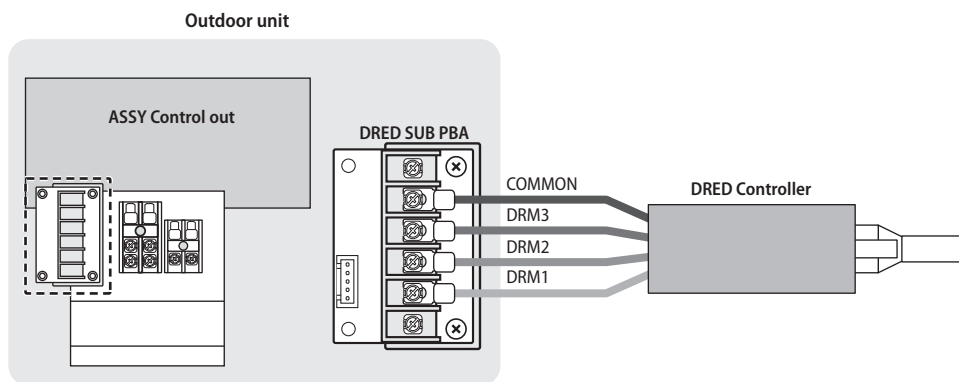 Outdoor unit
ASSY Control out
DRED SUB PBA
COMMON
DRM3
DRM2
DRM1
DRED Controller